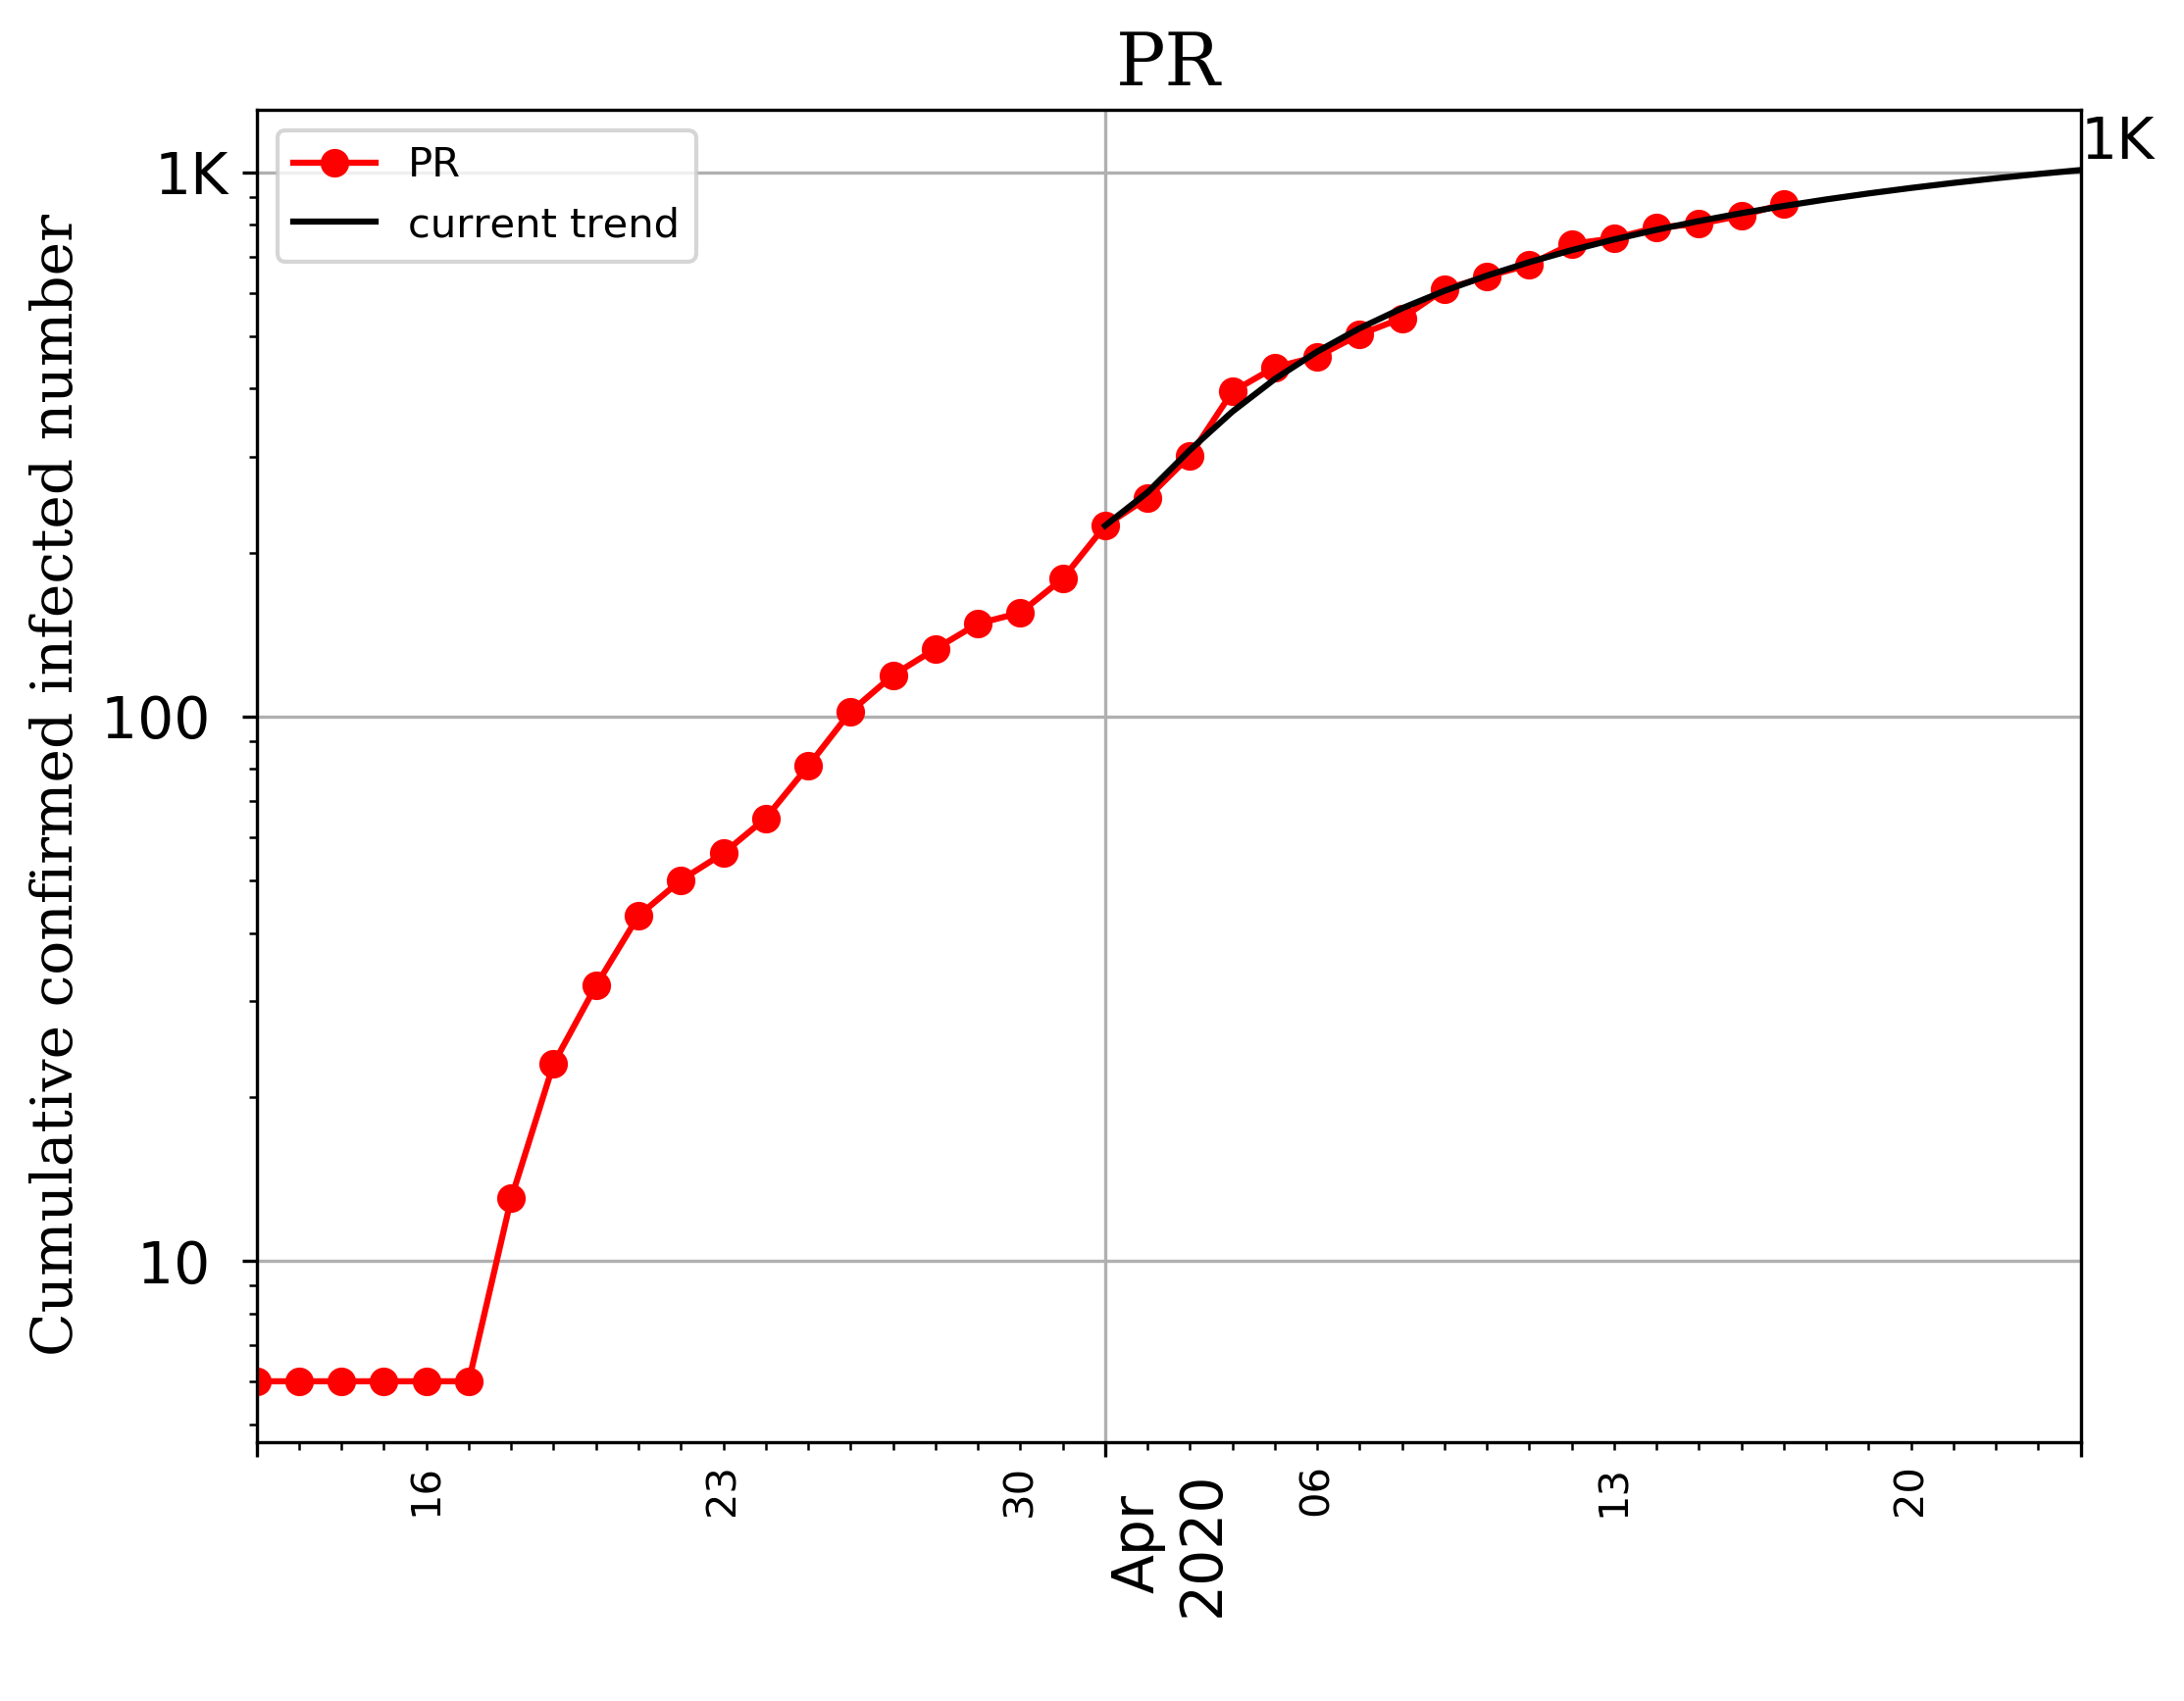 PR
1K
1K
PR
current trend
100
10
Cumulative confirmed infected number
16
23
30
06
13
20
Apr
2020